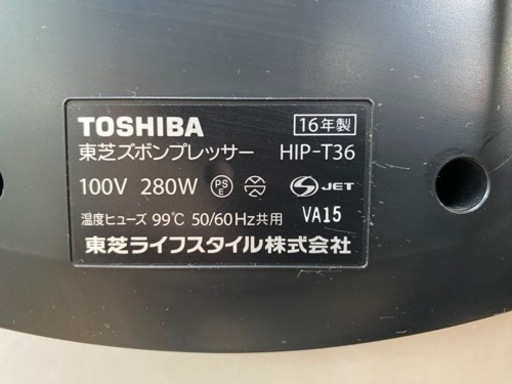 TOSHIBA 16年製
東芝ズボンプレッサー HIP-T36
100V 280W PSE JET
温度ヒューズ 99℃ 50/60Hz共用 VA15
東芝ライフスタイル株式会社